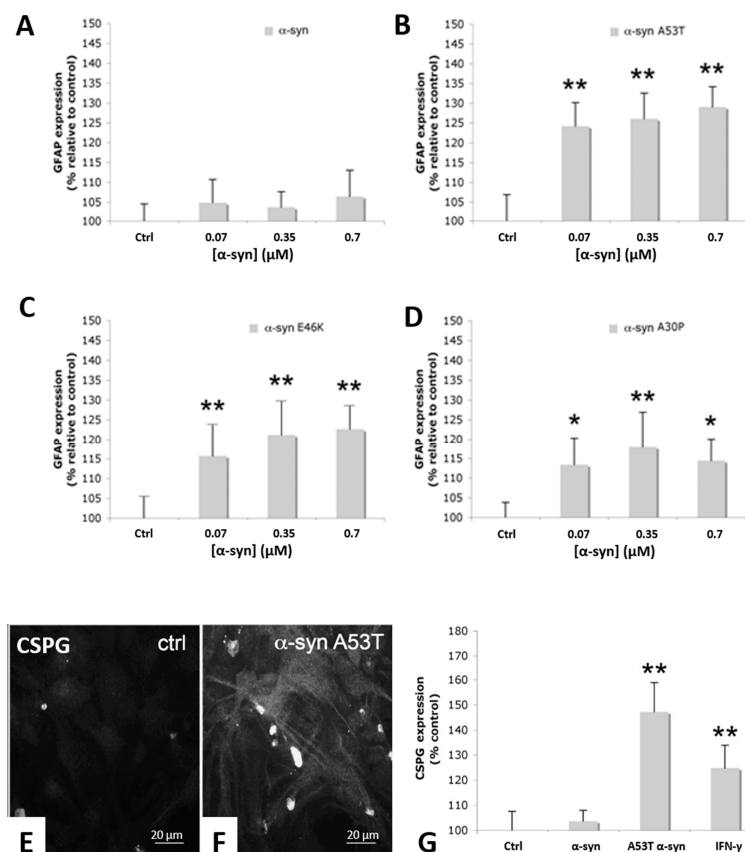 A
α-syn
GFAP expression
(% relative to control)
150
145
140
135
130
125
120
115
110
105
100
Ctrl 0.07 0.35 0.7
[α-syn] (μM)
B
α-syn A53T
GFAP expression
(% relative to control)
150
145
140
135
130
125
120
115
110
105
100
** ** **
Ctrl 0.07 0.35 0.7
[α-syn] (μM)
C
α-syn E46K
GFAP expression
(% relative to control)
150
145
140
135
130
125
120
115
110
105
100
** ** **
Ctrl 0.07 0.35 0.7
[α-syn] (μM)
D
α-syn A30P
GFAP expression
(% relative to control)
150
145
140
135
130
125
120
115
110
105
100
* ** *
Ctrl 0.07 0.35 0.7
[α-syn] (μM)
CSPG ctrl
E 20 μm
α-syn A53T
F 20 μm
G
CSPG expression
(% control)
180
170
160
150
140
130
120
110
100
** **
Ctrl α-syn A53T α-syn IFN-γ